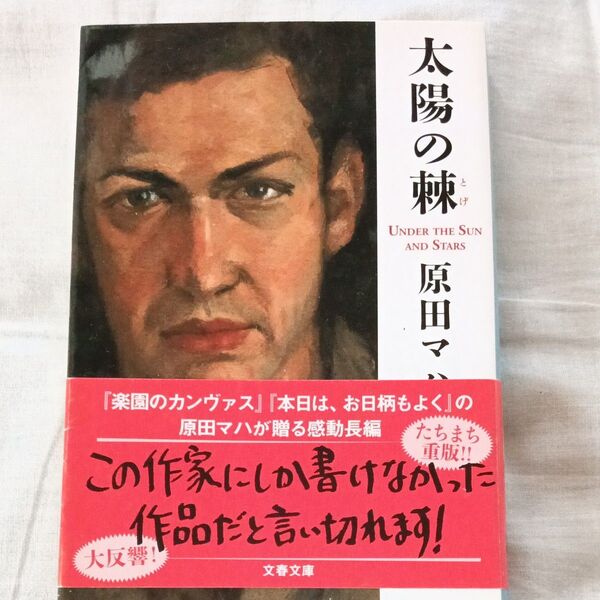 太陽の棘
とげ
UNDER THE SUN
AND STARS
原田マハ
『楽園のカンヴァス』『本日は、お日柄もよく』の
原田マハが贈る感動長編
たちまち
重版!!
この作家にしか書けなかった
作品だと言い切れます!
大反響!
文春文庫